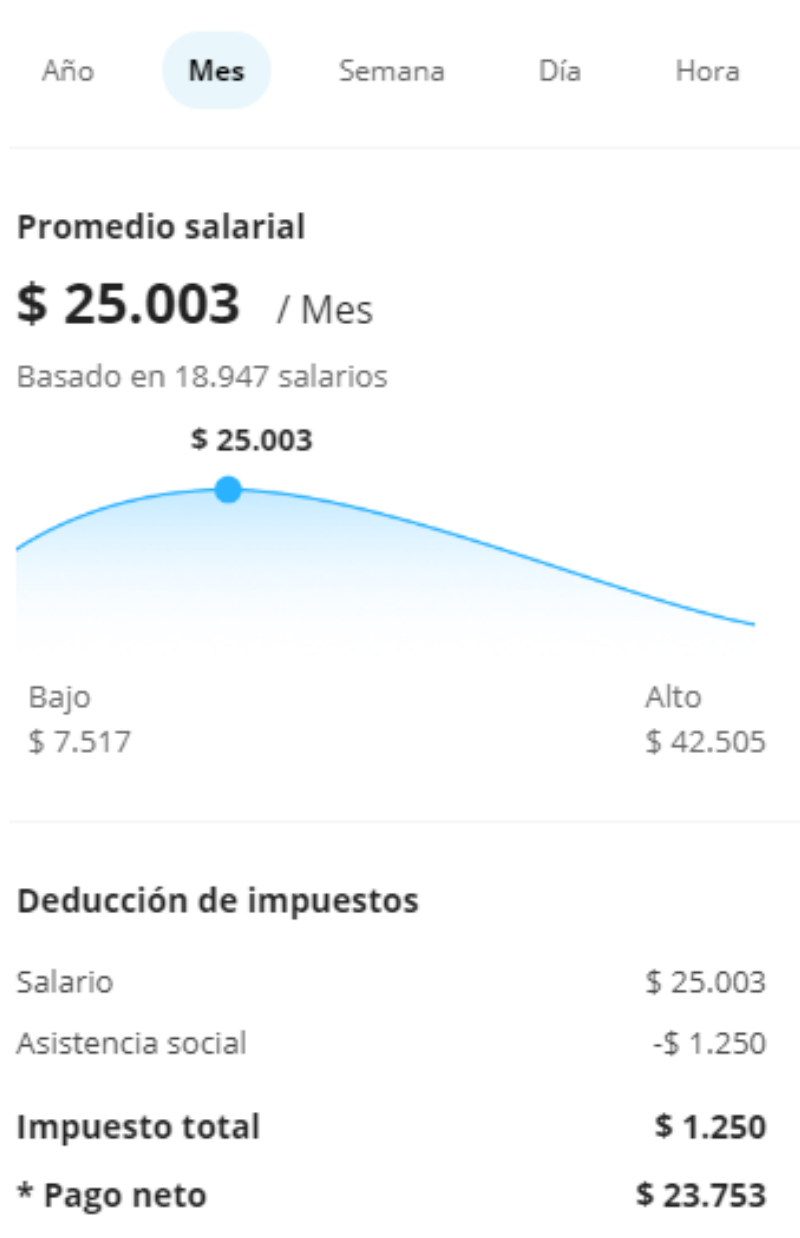 Año Mes Semana Día Hora
Promedio salarial
$ 25.003 / Mes
Basado en 18.947 salarios
$ 25.003
Bajo Alto
$ 7.517 $ 42.505
Deducción de impuestos
Salario $ 25.003
Asistencia social -$ 1.250
Impuesto total $ 1.250
* Pago neto $ 23.753